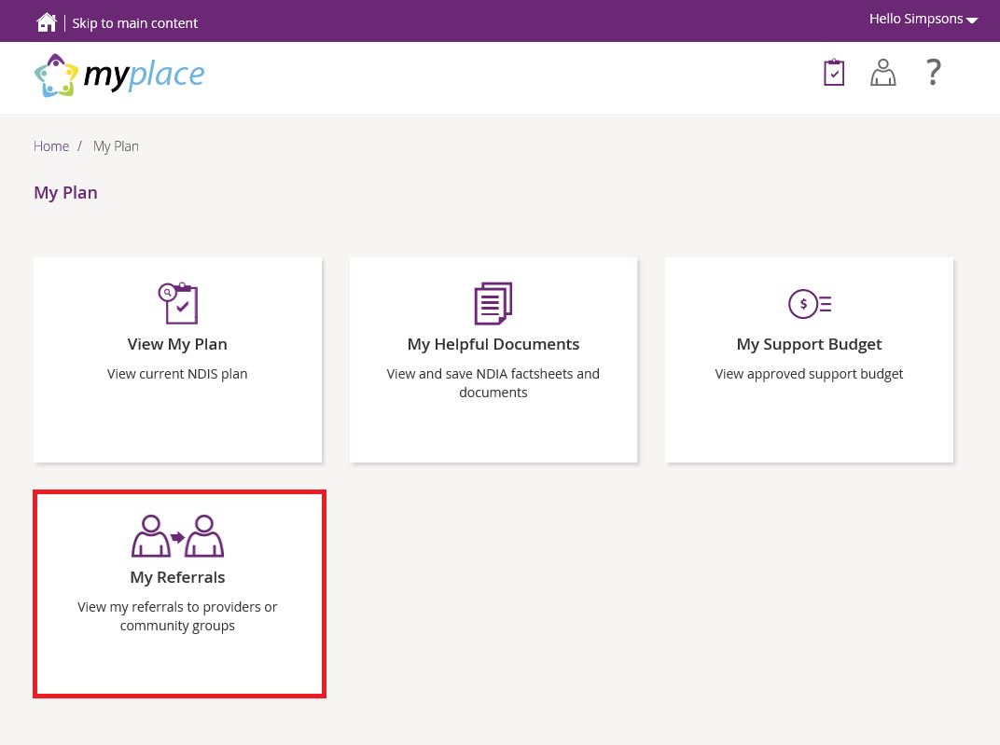 Skip to main content
Hello Simpsons
myplace
?
Home / My Plan
My Plan
View My Plan
View current NDIS plan
My Helpful Documents
View and save NDIA factsheets and
documents
$
My Support Budget
View approved support budget
My Referrals
View my referrals to providers or
community groups